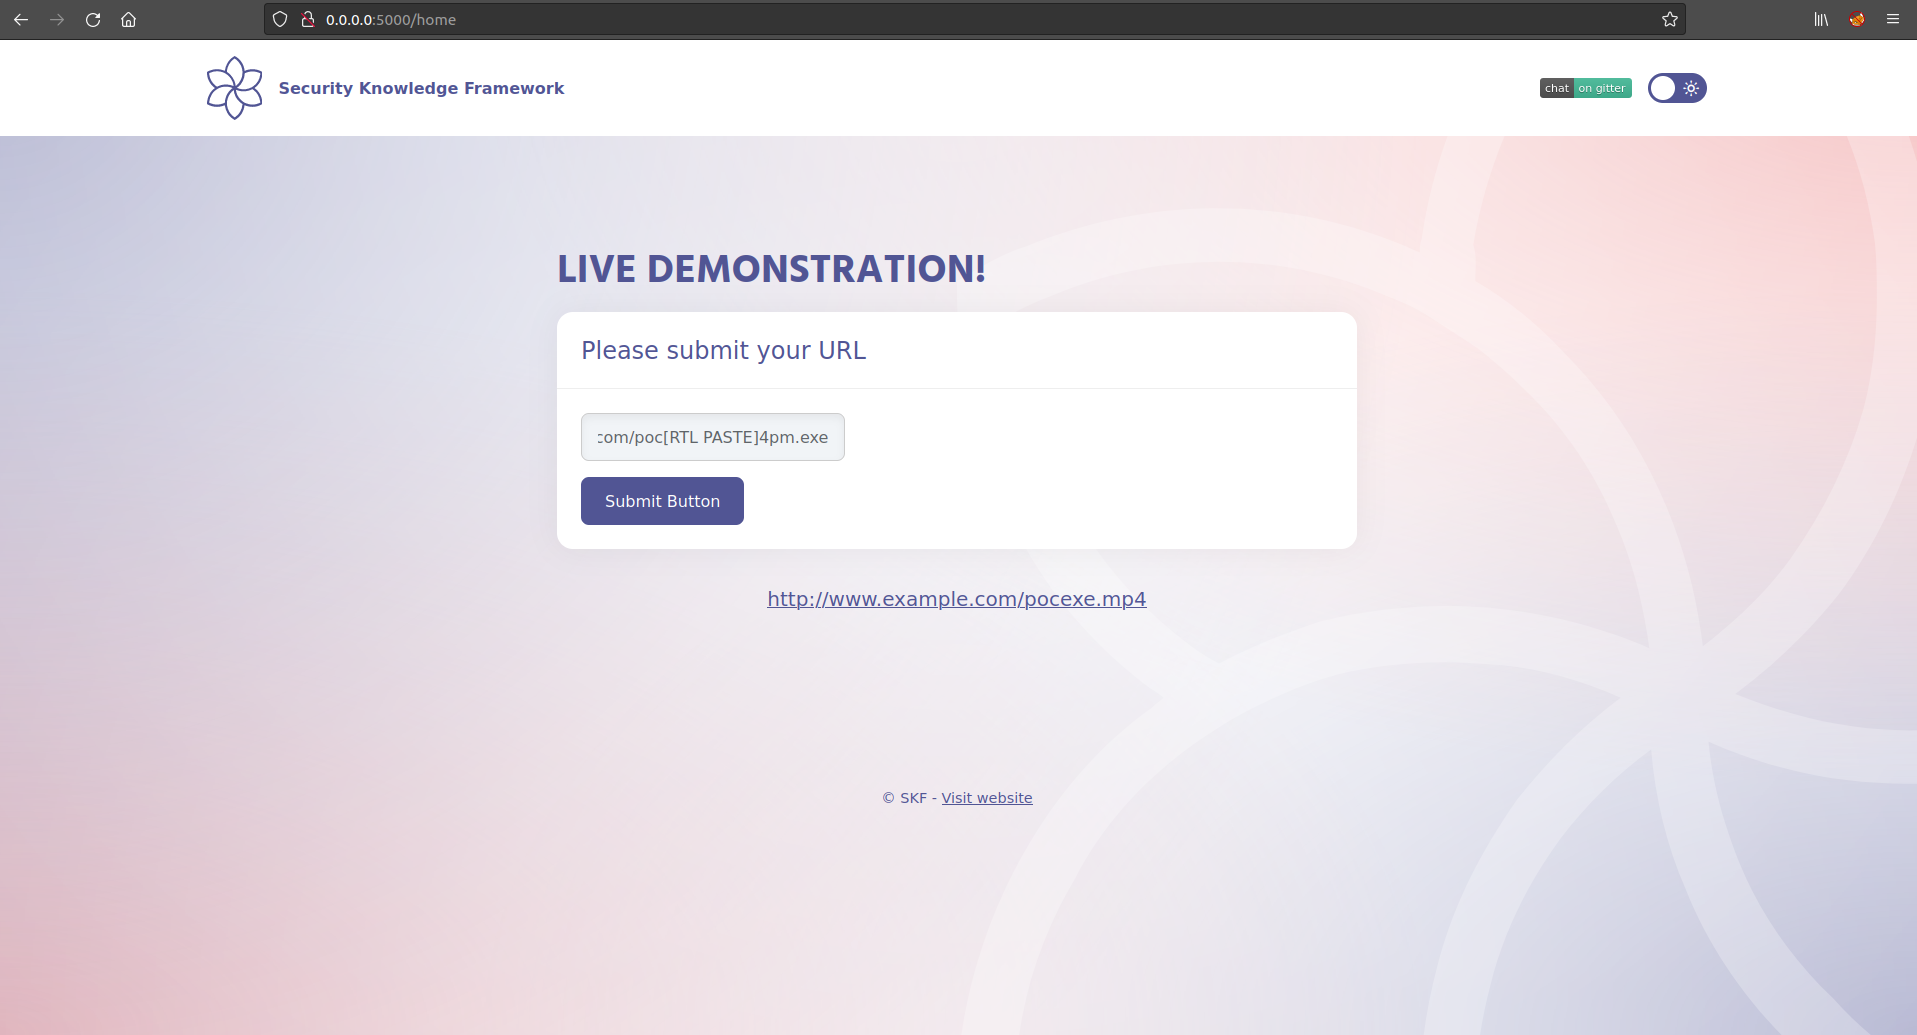 0.0.0.0:5000/home
Security Knowledge Framework
chat on gitter
LIVE DEMONSTRATION!
Please submit your URL
com/poc[RTL PASTE]4pm.exe
Submit Button
http://www.example.com/pocexe.mp4
© SKF - Visit website